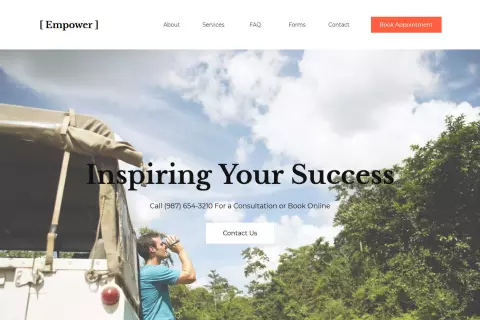 [ Empower ]
About
Services
FAQ
Forms
Contact
Book Appointment
Inspiring Your Success
Call (987) 654-3210 For a Consultation or Book Online
Contact Us